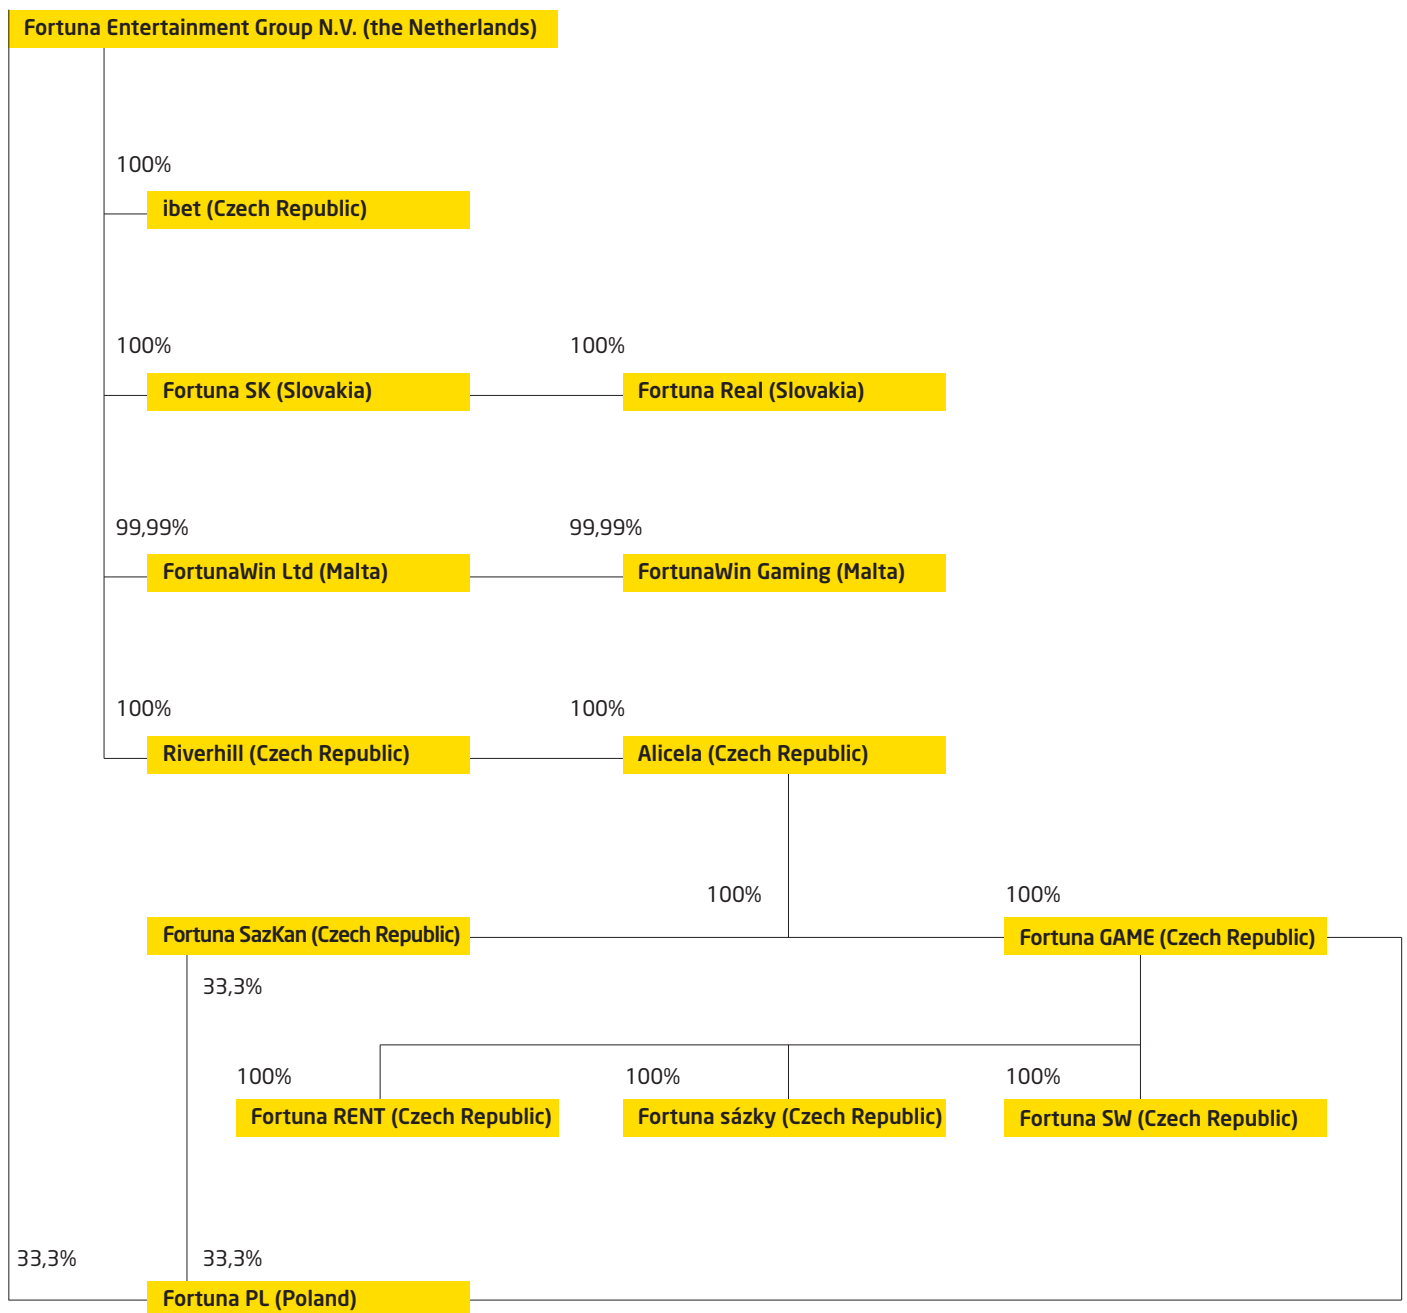 Fortuna Entertainment Group N.V. (the Netherlands)
100%
ibet (Czech Republic)
100%
100%
Fortuna SK (Slovakia)
Fortuna Real (Slovakia)
99,99%
99,99%
FortunaWin Ltd (Malta)
FortunaWin Gaming (Malta)
100%
100%
Riverhill (Czech Republic)
Alicela (Czech Republic)
100%
100%
Fortuna SazKan (Czech Republic)
Fortuna GAME (Czech Republic)
33,3%
100%
100%
100%
Fortuna RENT (Czech Republic)
Fortuna sázky (Czech Republic)
Fortuna SW (Czech Republic)
33,3%
33,3%
Fortuna PL (Poland)